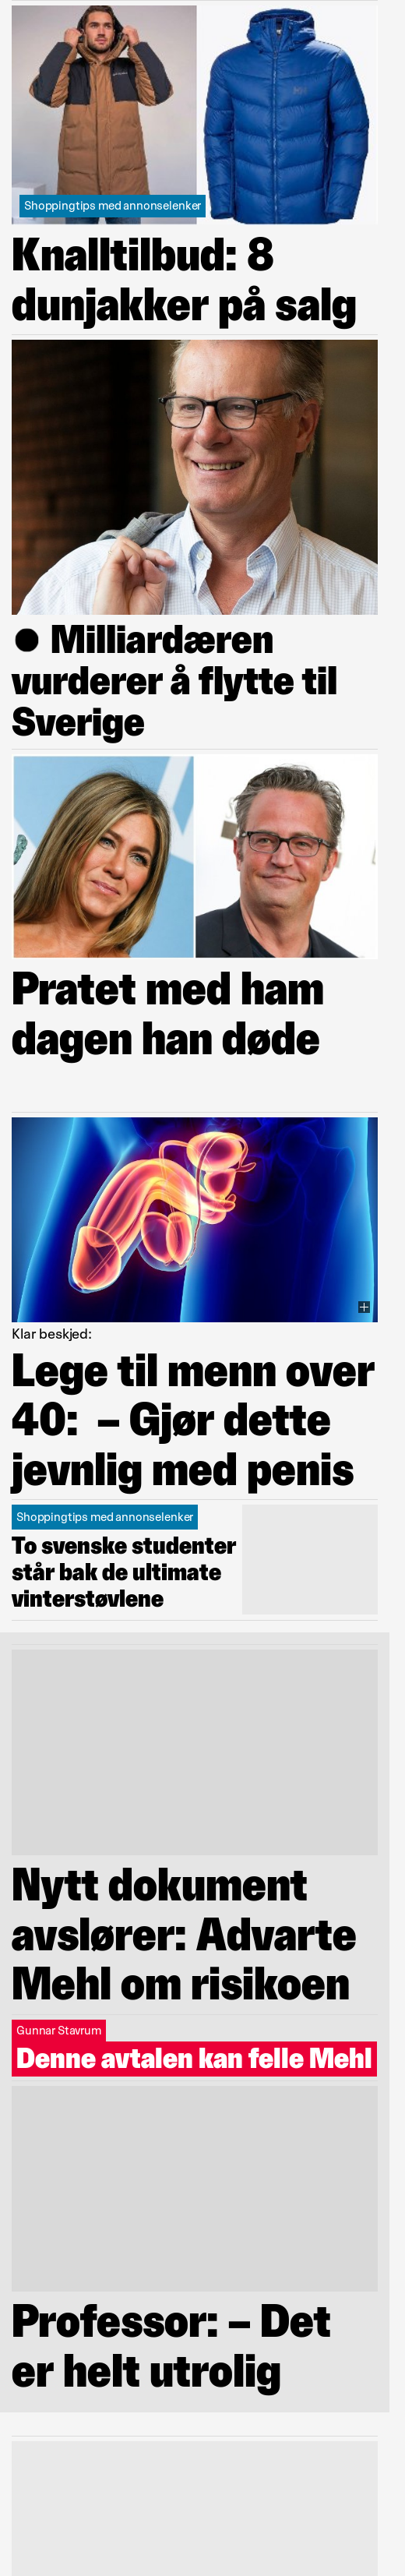 Shoppingtips med annonselenker
Knalltilbud: 8
dunjakker på salg
● Milliardæren
vurderer å flytte til
Sverige
Pratet med ham
dagen han døde
Klar beskjed:
Lege til menn over
40:  – Gjør dette
jevnlig med penis
Shoppingtips med annonselenker
To svenske studenter
står bak de ultimate
vinterstøvlene
Nytt dokument
avslører: Advarte
Mehl om risikoen
Gunnar Stavrum
Denne avtalen kan felle Mehl
Professor: – Det
er helt utrolig